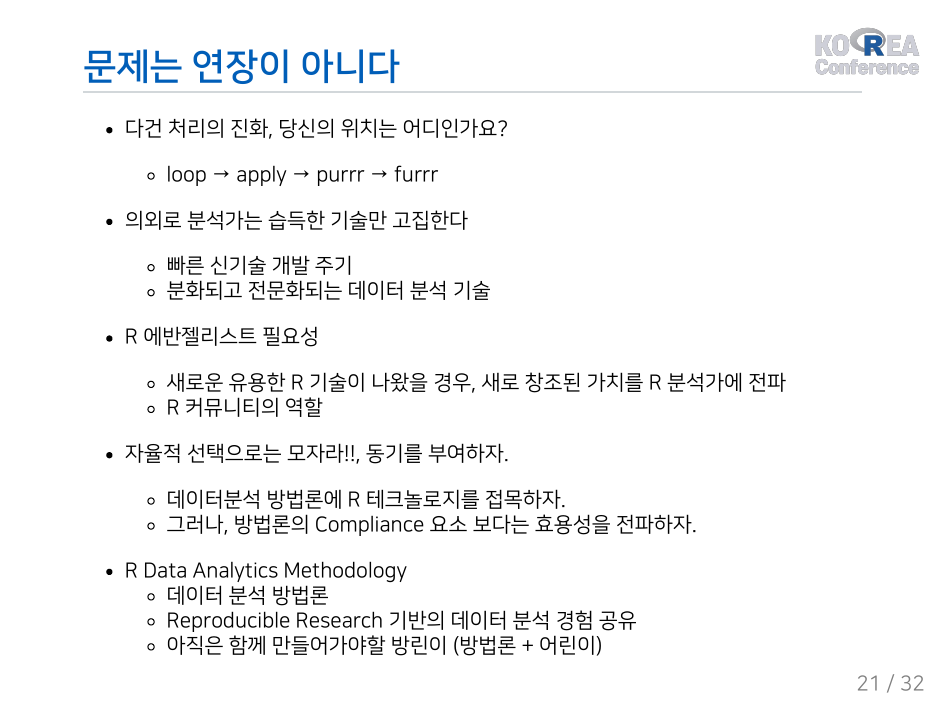 문제는 연장이 아니다
KOREA
Conference
• 다건 처리의 진화, 당신의 위치는 어디인가요?
◦ loop → apply → purrr → furrr
• 의외로 분석가는 습득한 기술만 고집한다
◦ 빠른 신기술 개발 주기
◦ 분화되고 전문화되는 데이터 분석 기술
• R 에반젤리스트 필요성
◦ 새로운 유용한 R 기술이 나왔을 경우, 새로 창조된 가치를 R 분석가에 전파
◦ R 커뮤니티의 역할
• 자율적 선택으로는 모자라!!, 동기를 부여하자.
◦ 데이터분석 방법론에 R 테크놀로지를 접목하자.
◦ 그러나, 방법론의 Compliance 요소 보다는 효용성을 전파하자.
• R Data Analytics Methodology
◦ 데이터 분석 방법론
◦ Reproducible Research 기반의 데이터 분석 경험 공유
◦ 아직은 함께 만들어가야할 방린이 (방법론 + 어린이)
21 / 32